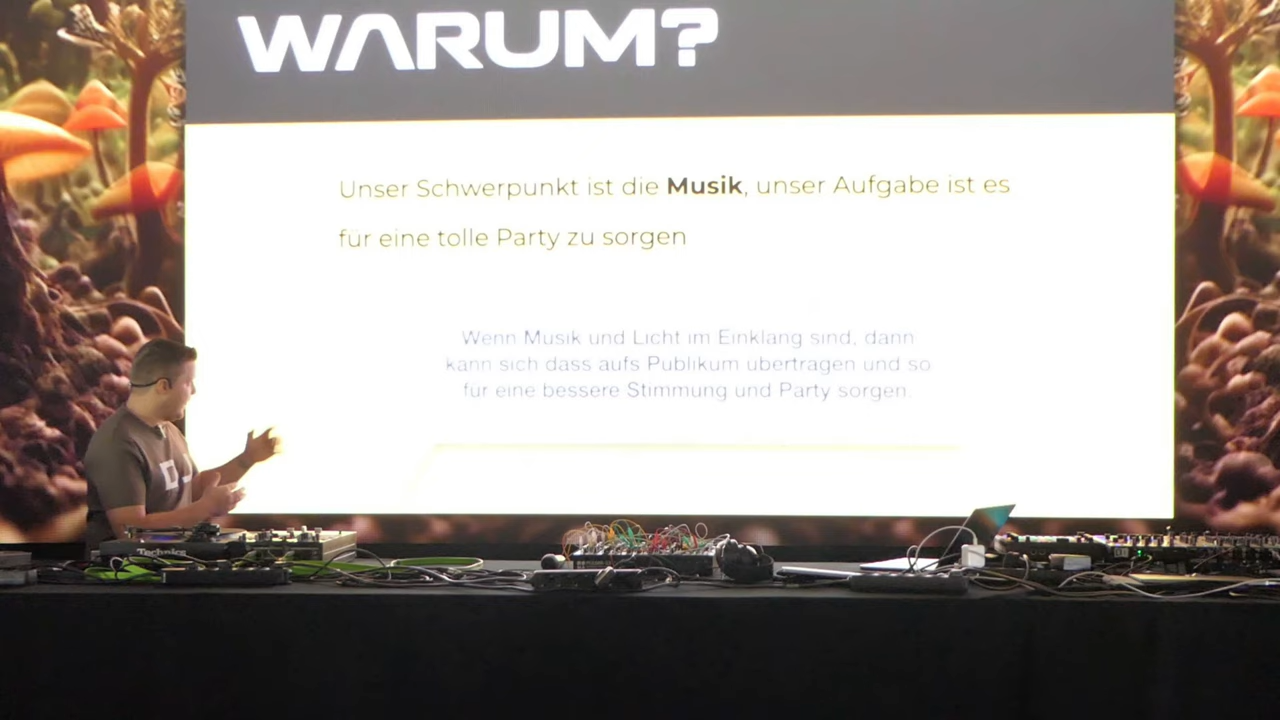 WARUM?
Unser Schwerpunkt ist die Musik, unser Aufgabe ist es
für eine tolle Party zu sorgen
Wenn Musik und Licht im Einklang sind, dann
kann sich dass aufs Publikum übertragen und so
für eine bessere Stimmung und Party sorgen.
Technics